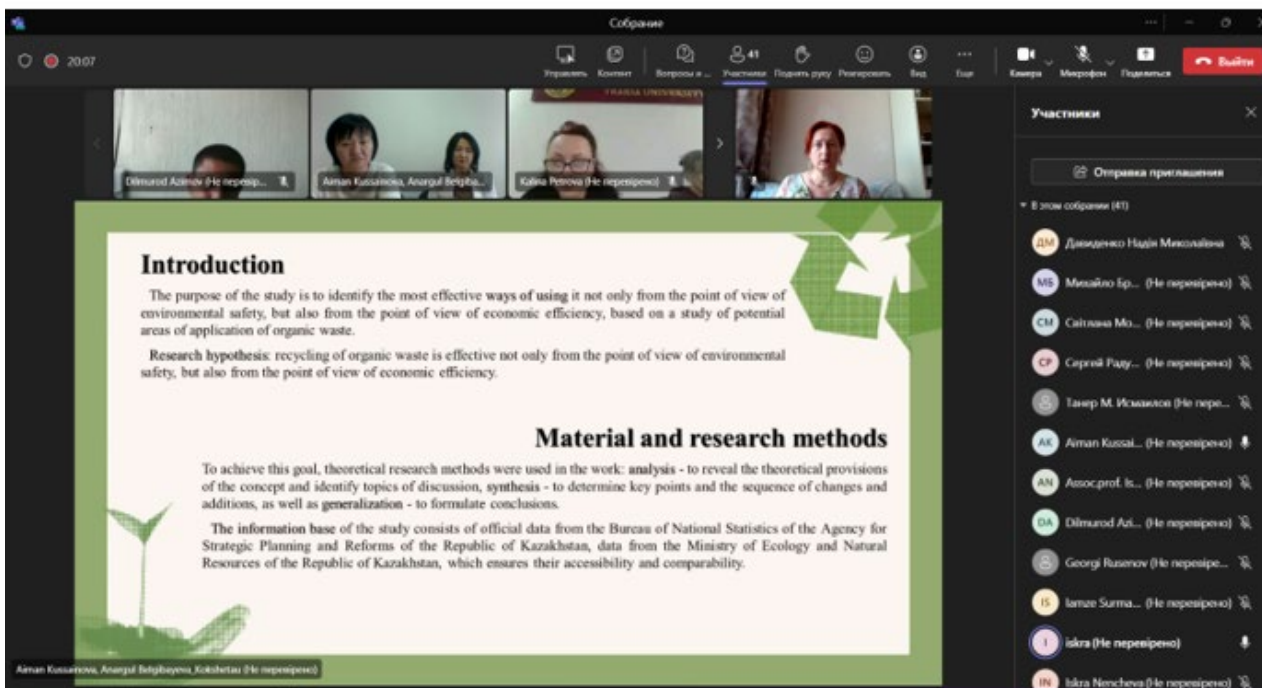 Собрание
20:07
Управлять
Контент
Вопросы и ...
41
Участники
Поднять руку
Реагировать
Вид
Еще
Камера
Микрофон
Поделиться
Выйти
Dilmurod Azimov (Не перевір...
Aiman Kussainova, Anargul Belgiba...
Kalina Petrova (Не перевірено)
Introduction
The purpose of the study is to identify the most effective ways of using it not only from the point of view of
environmental safety, but also from the point of view of economic efficiency, based on a study of potential
areas of application of organic waste.
Research hypothesis: recycling of organic waste is effective not only from the point of view of environmental
safety, but also from the point of view of economic efficiency.
Material and research methods
To achieve this goal, theoretical research methods were used in the work: analysis - to reveal the theoretical provisions
of the concept and identify topics of discussion, synthesis - to determine key points and the sequence of changes and
additions, as well as generalization - to formulate conclusions.
The information base of the study consists of official data from the Bureau of National Statistics of the Agency for
Strategic Planning and Reforms of the Republic of Kazakhstan, data from the Ministry of Ecology and Natural
Resources of the Republic of Kazakhstan, which ensures their accessibility and comparability.
Aiman Kussainova, Anargul Belgibayeva_Kokshetau (Не перевірено)
Участники
Отправка приглашения
В этом собрании (41)
ДМ Давиденко Надія Миколаївна
МБ Михайло Бр... (Не перевірено)
СМ Світлана Мо... (Не перевірено)
СР Сергей Раду... (Не перевірено)
Танер М. Исмаилов (Не пере...
AK Aiman Kussai... (Не перевірено)
AN Assoc.prof. Is... (Не перевірено)
DA Dilmurod Azi... (Не перевірено)
Georgi Rusenov (Не перевіре...
IS Iamze Surma... (Не перевірено)
I iskra (Не перевірено)
IN Iskra Nencheva (Не перевірено)